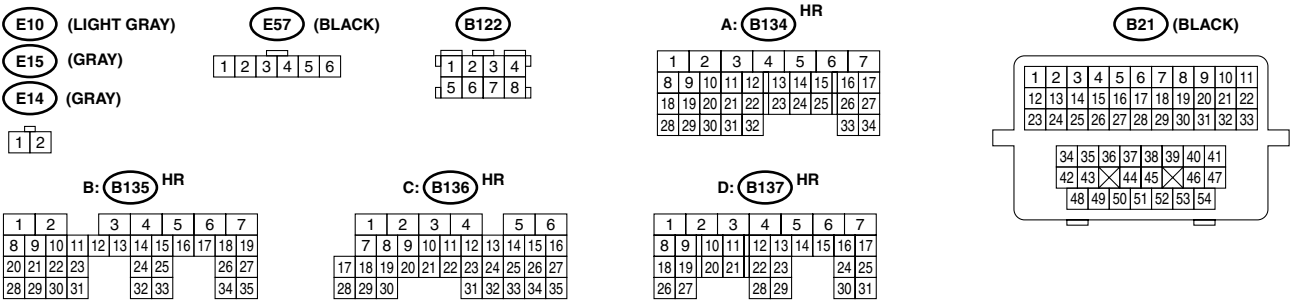 E10 (LIGHT GRAY)
E15 (GRAY)
E14 (GRAY)
1 2
E57 (BLACK)
1 2 3 4 5 6
B122
1 2 3 4
5 6 7 8
A: B134 HR
1 2 3 4 5 6 7
8 9 10 11 12 13 14 15 16 17
18 19 20 21 22 23 24 25 26 27
28 29 30 31 32 33 34
B21 (BLACK)
1 2 3 4 5 6 7 8 9 10 11
12 13 14 15 16 17 18 19 20 21 22
23 24 25 26 27 28 29 30 31 32 33
34 35 36 37 38 39 40 41
42 43 44 45 46 47
48 49 50 51 52 53 54
B: B135 HR
1 2 3 4 5 6 7
8 9 10 11 12 13 14 15 16 17 18 19
20 21 22 23 24 25 26 27
28 29 30 31 32 33 34 35
C: B136 HR
1 2 3 4 5 6
7 8 9 10 11 12 13 14 15 16
17 18 19 20 21 22 23 24 25 26 27
28 29 30 31 32 33 34 35
D: B137 HR
1 2 3 4 5 6 7
8 9 10 11 12 13 14 15 16 17
18 19 20 21 22 23 24 25
26 27 28 29 30 31